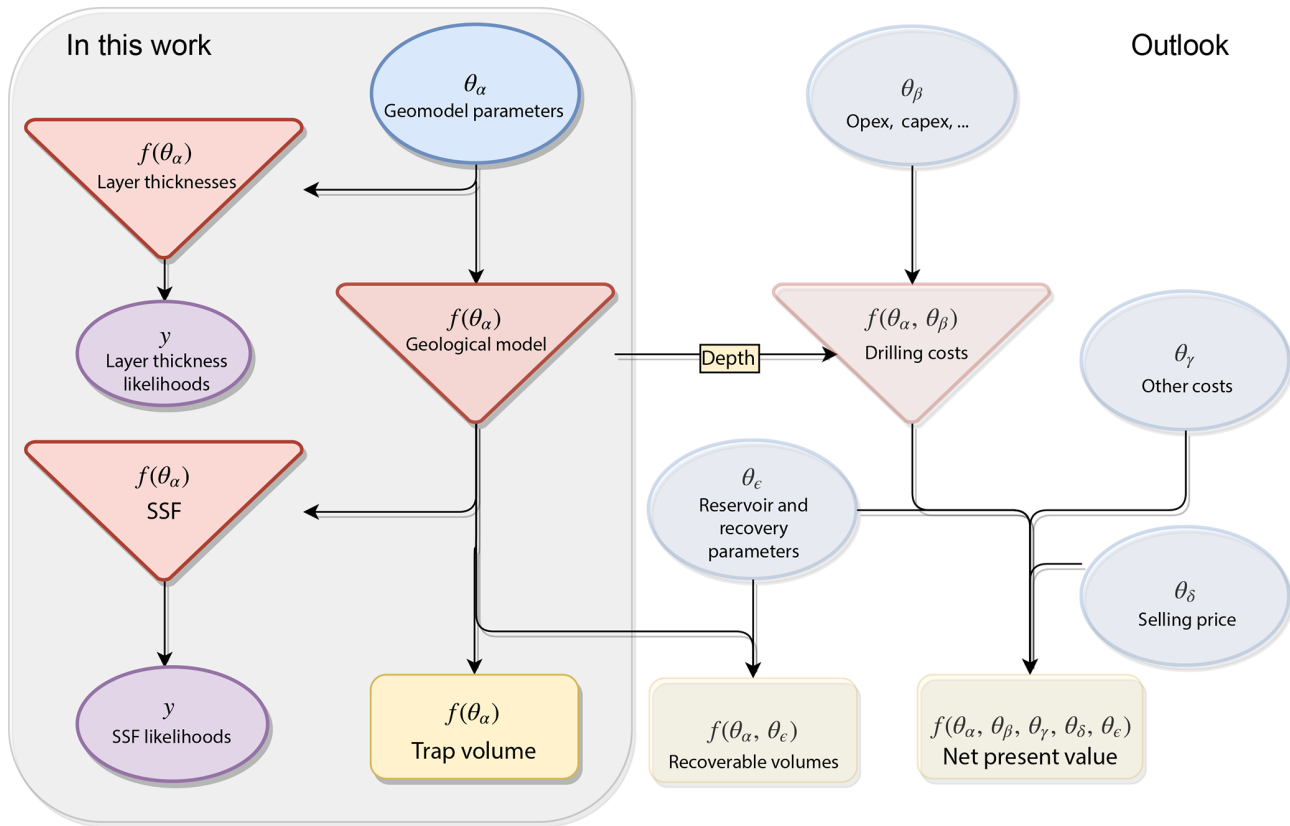 In this work
Outlook
θα
Geomodel parameters
θβ
Opex, capex, ...
f(θα)
Layer thicknesses
y
Layer thickness
likelihoods
f(θα)
Geological model
Depth
f(θα, θβ)
Drilling costs
θγ
Other costs
f(θα)
SSF
θϵ
Reservoir and
recovery
parameters
θδ
Selling price
y
SSF likelihoods
f(θα)
Trap volume
f(θα, θϵ)
Recoverable volumes
f(θα, θβ, θγ, θδ, θϵ)
Net present value